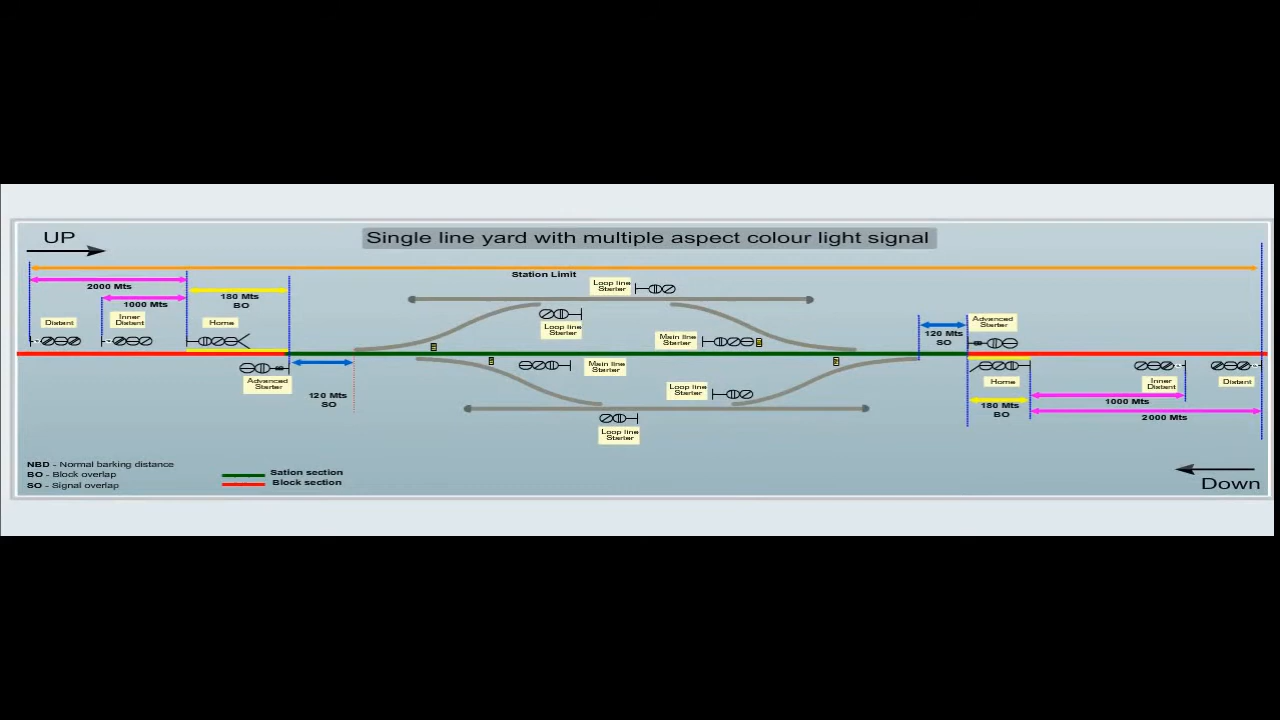 UP
Single line yard with multiple aspect colour light signal
Station Limit
2000 Mts
1000 Mts
180 Mts
BO
Loop line
Starter
Distant
Inner
Distant
Home
Loop line
Starter
Main line
Starter
Advanced
Starter
120 Mts
SO
Advanced
Starter
120 Mts
SO
Main line
Starter
Loop line
Starter
Loop line
Starter
Home
180 Mts
BO
Inner
Distant
Distant
1000 Mts
2000 Mts
NBD - Normal barking distance
BO - Block overlap
SO - Signal overlap
Sation section
Block section
Down